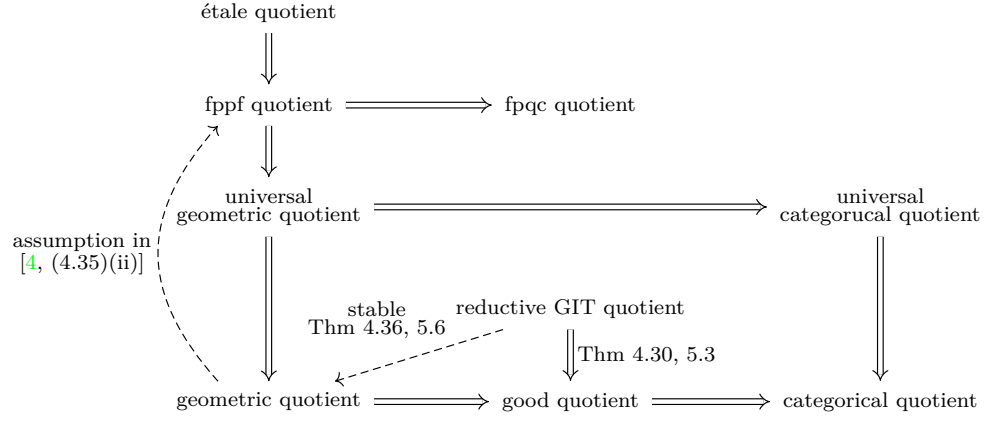 étale quotient
fppf quotient
fpqc quotient
universal
geometric quotient
universal
categorucal quotient
assumption in
[4, (4.35)(ii)]
stable
Thm 4.36, 5.6
reductive GIT quotient
Thm 4.30, 5.3
geometric quotient
good quotient
categorical quotient